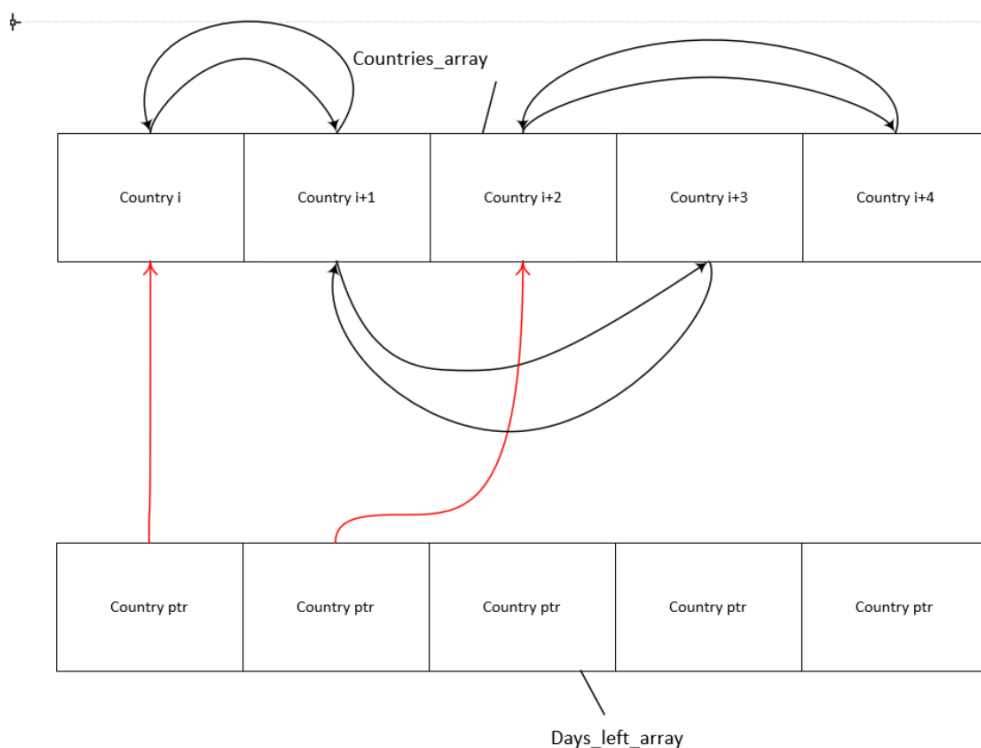 Countries_array
Country i
Country i+1
Country i+2
Country i+3
Country i+4
Country ptr
Country ptr
Country ptr
Country ptr
Country ptr
Days_left_array